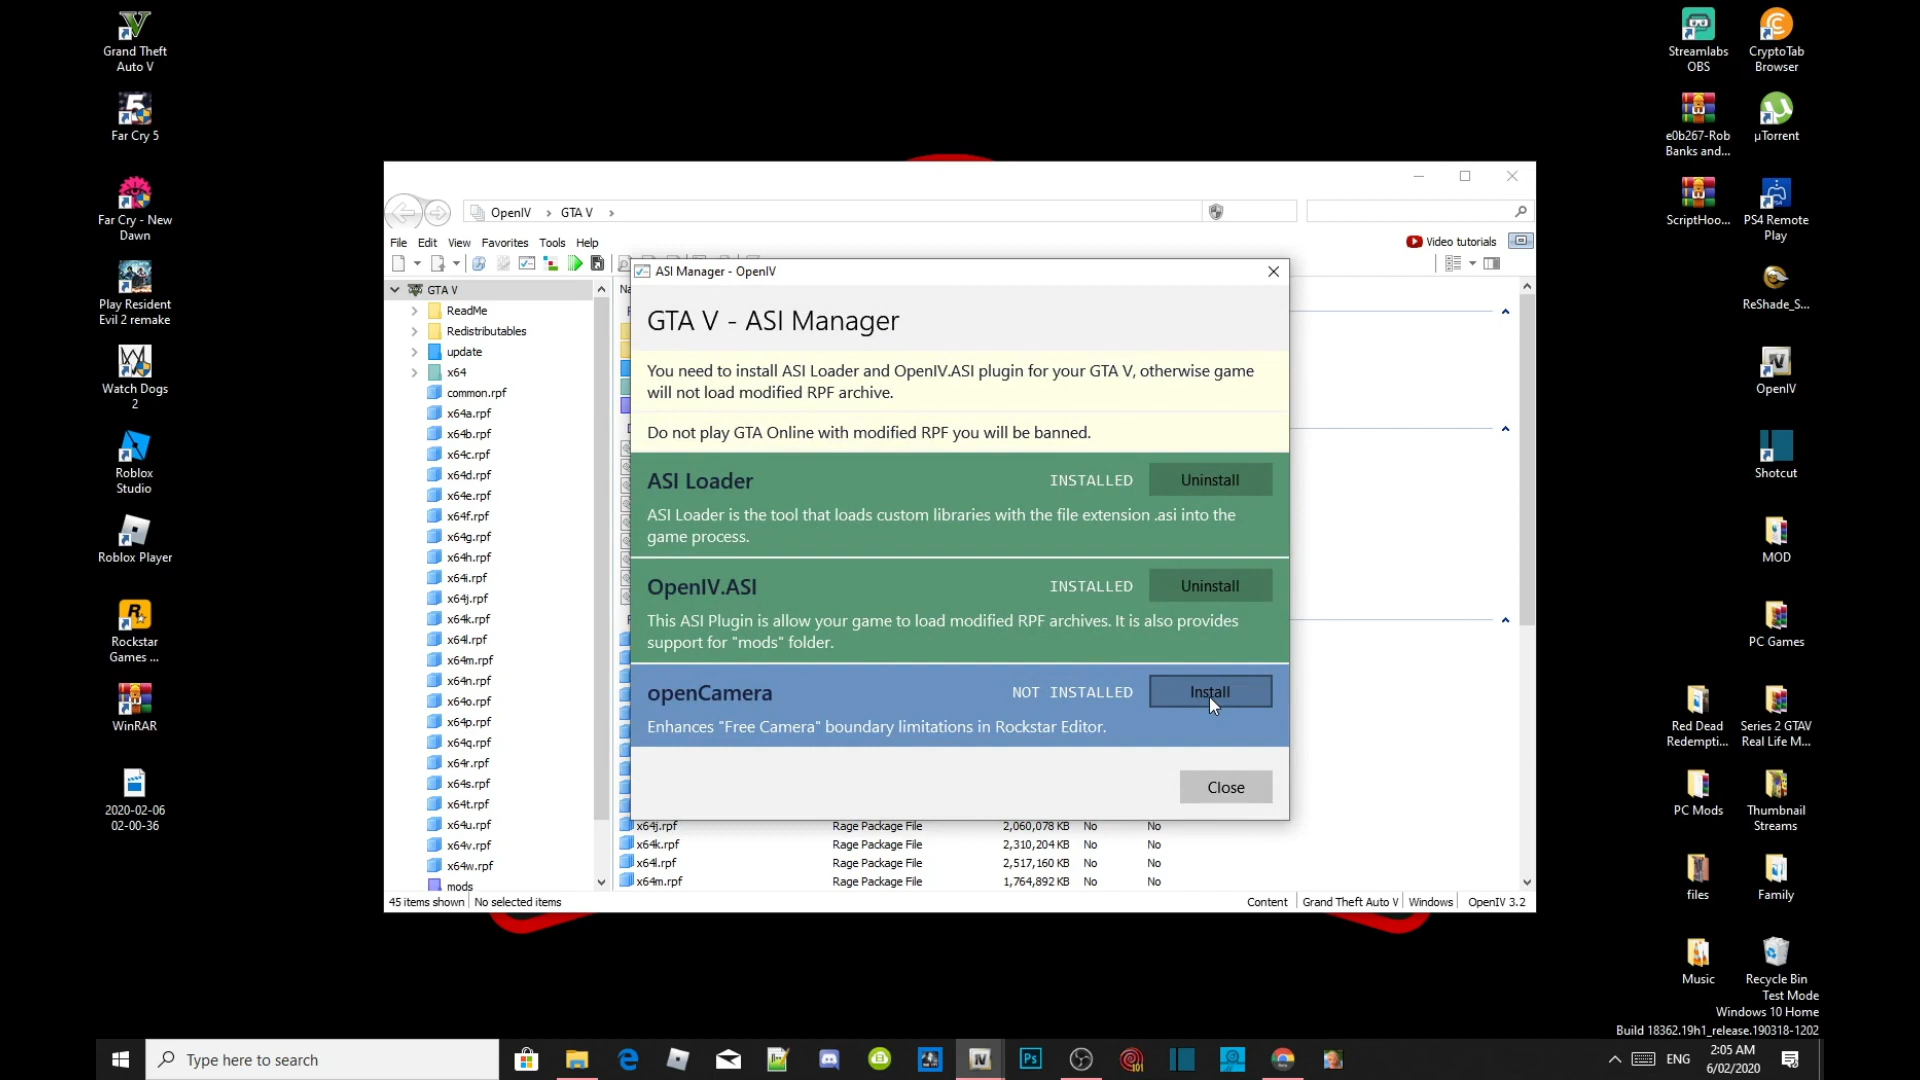 Grand Theft
Auto V
Far Cry 5
Far Cry - New
Dawn
Play Resident
Evil 2 remake
Watch Dogs
2
Roblox
Studio
Roblox Player
Rockstar
Games ...
WinRAR
2020-02-06
02-00-36
OpenIV
GTA V
File
Edit
View
Favorites
Tools
Help
Video tutorials
GTA V
ReadMe
Redistributables
update
x64
common.rpf
x64a.rpf
x64b.rpf
x64c.rpf
x64d.rpf
x64e.rpf
x64f.rpf
x64g.rpf
x64h.rpf
x64i.rpf
x64j.rpf
x64k.rpf
x64l.rpf
x64m.rpf
x64n.rpf
x64o.rpf
x64p.rpf
x64q.rpf
x64r.rpf
x64s.rpf
x64t.rpf
x64u.rpf
x64v.rpf
x64w.rpf
mods
ASI Manager - OpenIV
GTA V - ASI Manager
You need to install ASI Loader and OpenIV.ASI plugin for your GTA V, otherwise game
will not load modified RPF archive.
Do not play GTA Online with modified RPF you will be banned.
ASI Loader INSTALLED Uninstall
ASI Loader is the tool that loads custom libraries with the file extension .asi into the
game process.
OpenIV.ASI INSTALLED Uninstall
This ASI Plugin is allow your game to load modified RPF archives. It is also provides
support for "mods" folder.
openCamera NOT INSTALLED Install
Enhances "Free Camera" boundary limitations in Rockstar Editor.
Close
x64j.rpf Rage Package File 2,060,078 KB No No
x64k.rpf Rage Package File 2,310,204 KB No No
x64l.rpf Rage Package File 2,517,160 KB No No
x64m.rpf Rage Package File 1,764,892 KB No No
45 items shown No selected items
Content Grand Theft Auto V Windows OpenIV 3.2
Streamlabs
OBS
CryptoTab
Browser
e0b267-Rob
Banks and...
µTorrent
ScriptHoo...
PS4 Remote
Play
ReShade_S...
OpenIV
Shotcut
MOD
PC Games
Red Dead
Redempti...
Series 2 GTAV
Real Life M...
PC Mods
Thumbnail
Streams
files
Family
Music
Recycle Bin
Test Mode
Windows 10 Home
Build 18362.19h1_release.190318-1202
Type here to search
ENG
2:05 AM
6/02/2020